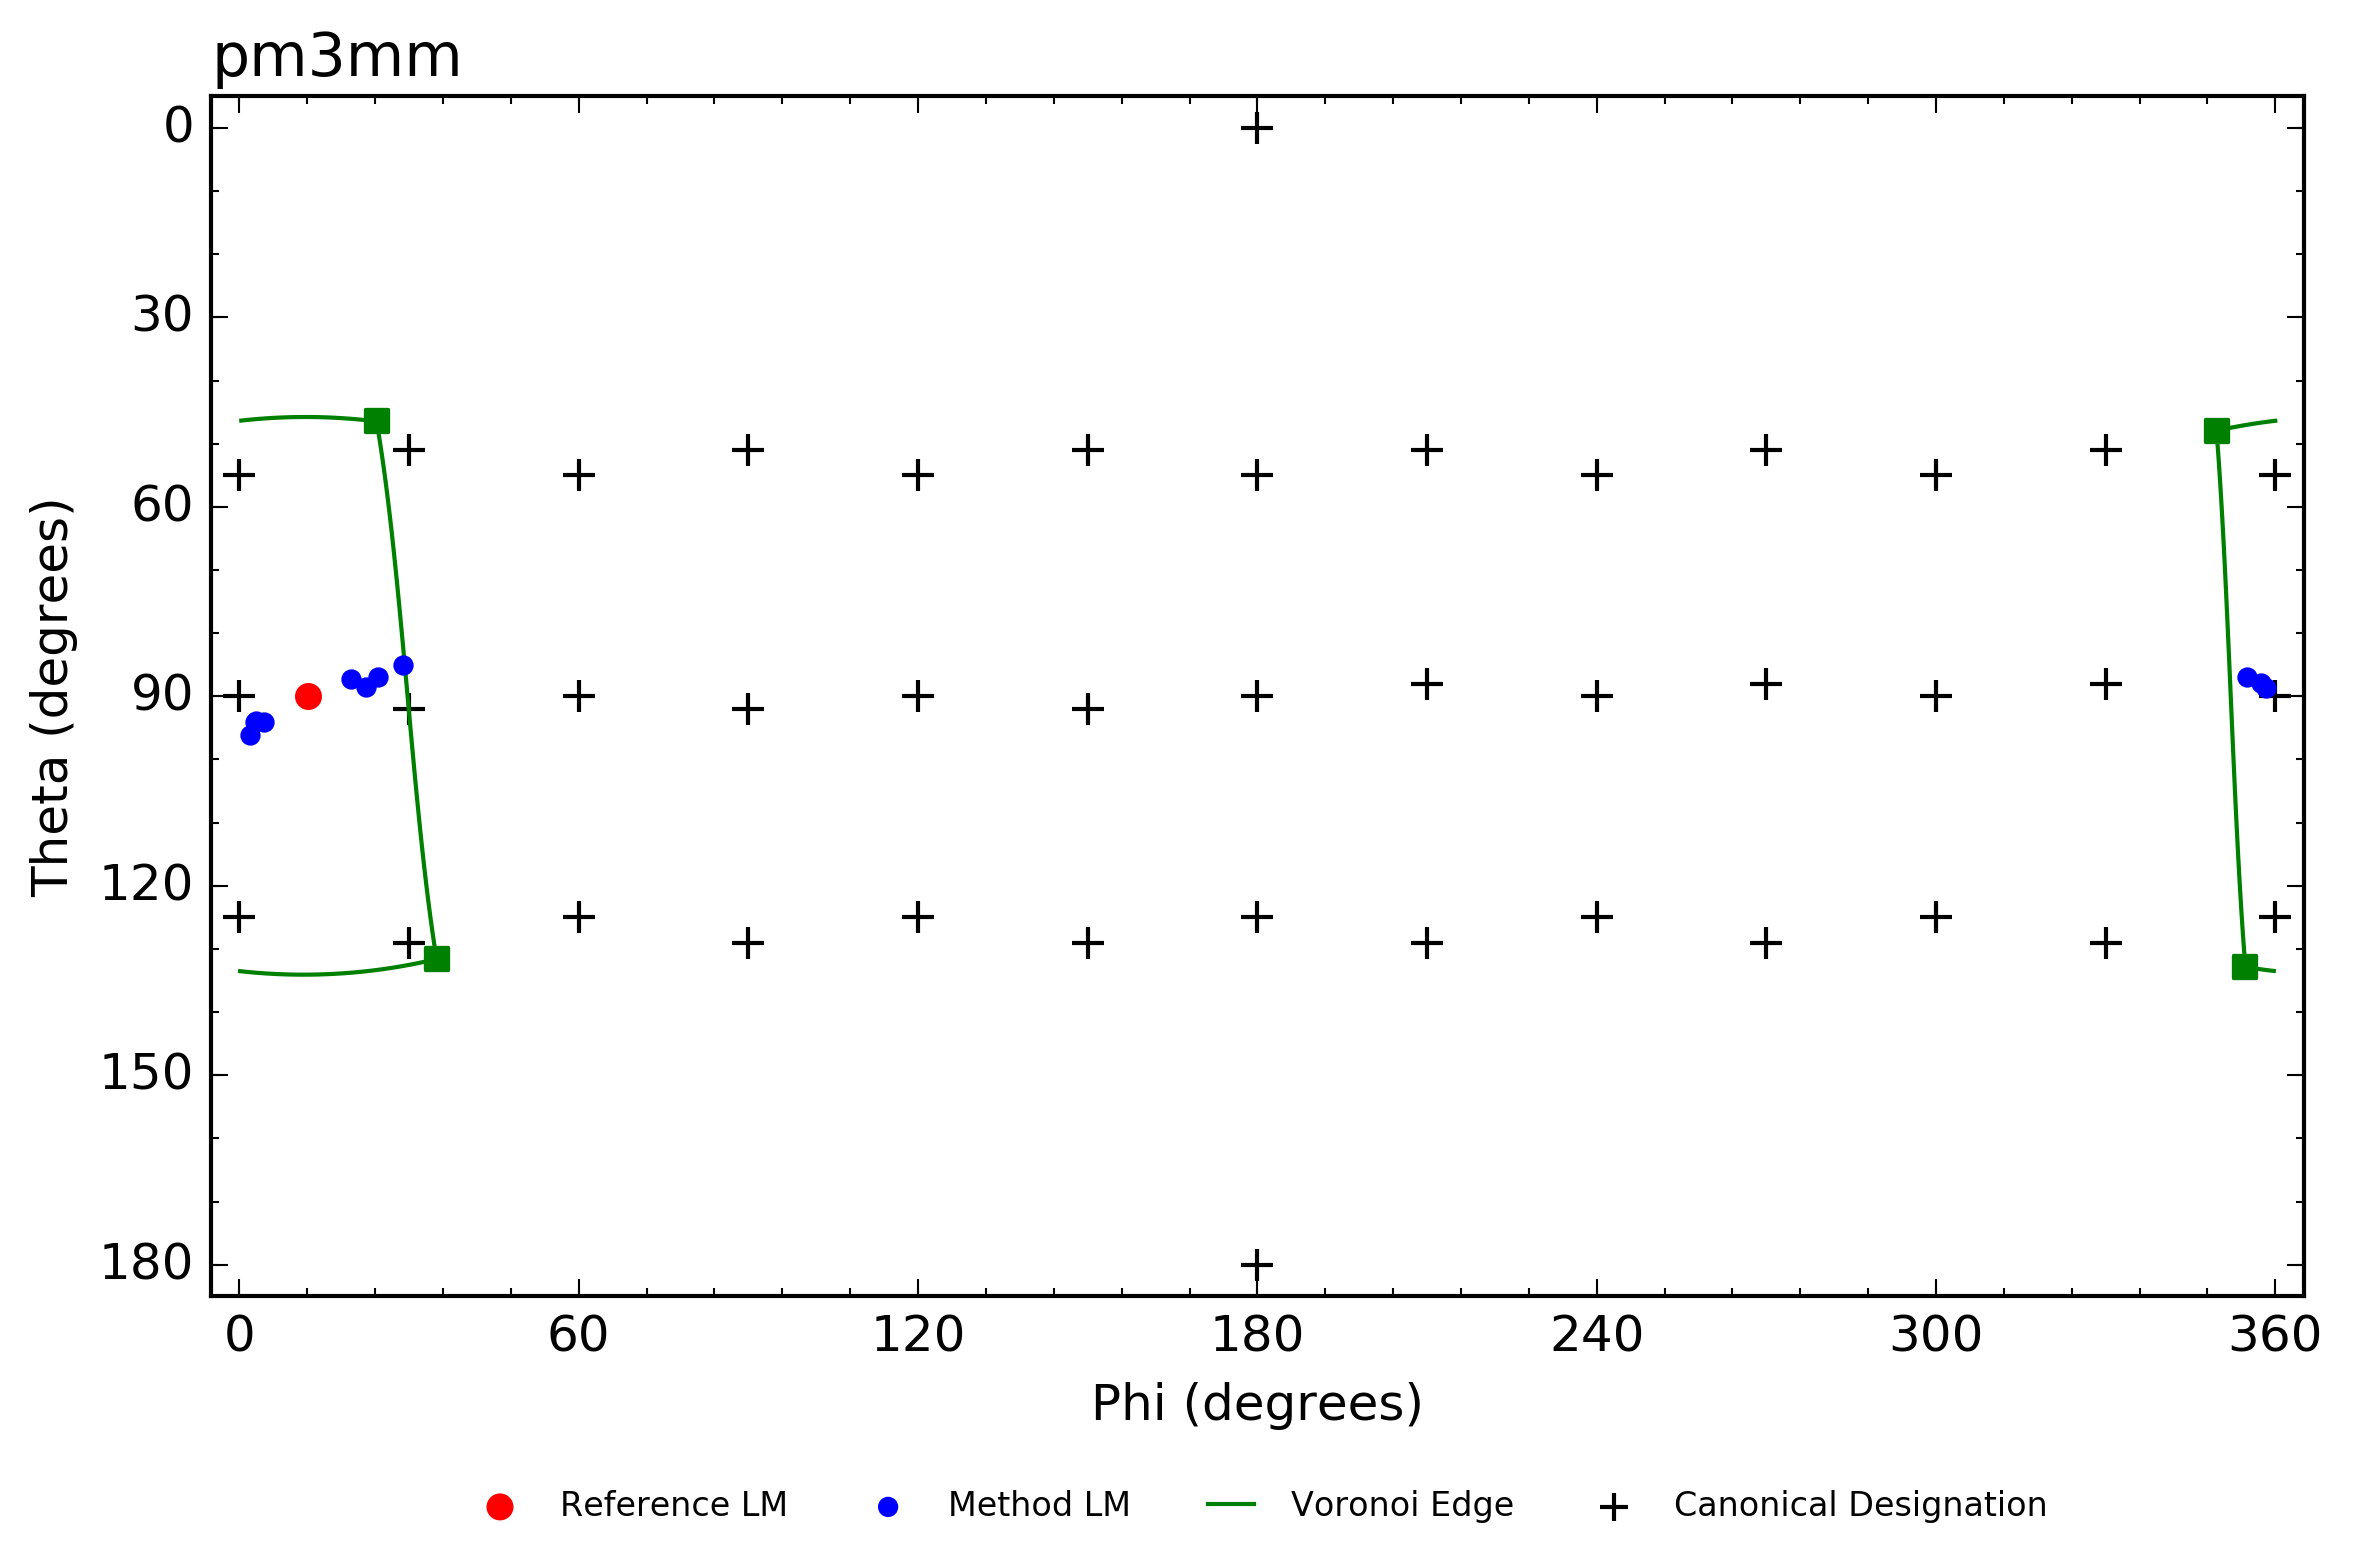 pm3mm
0
30
60
90
120
150
180
Theta (degrees)
0 60 120 180 240 300 360
Phi (degrees)
Reference LM Method LM Voronoi Edge Canonical Designation